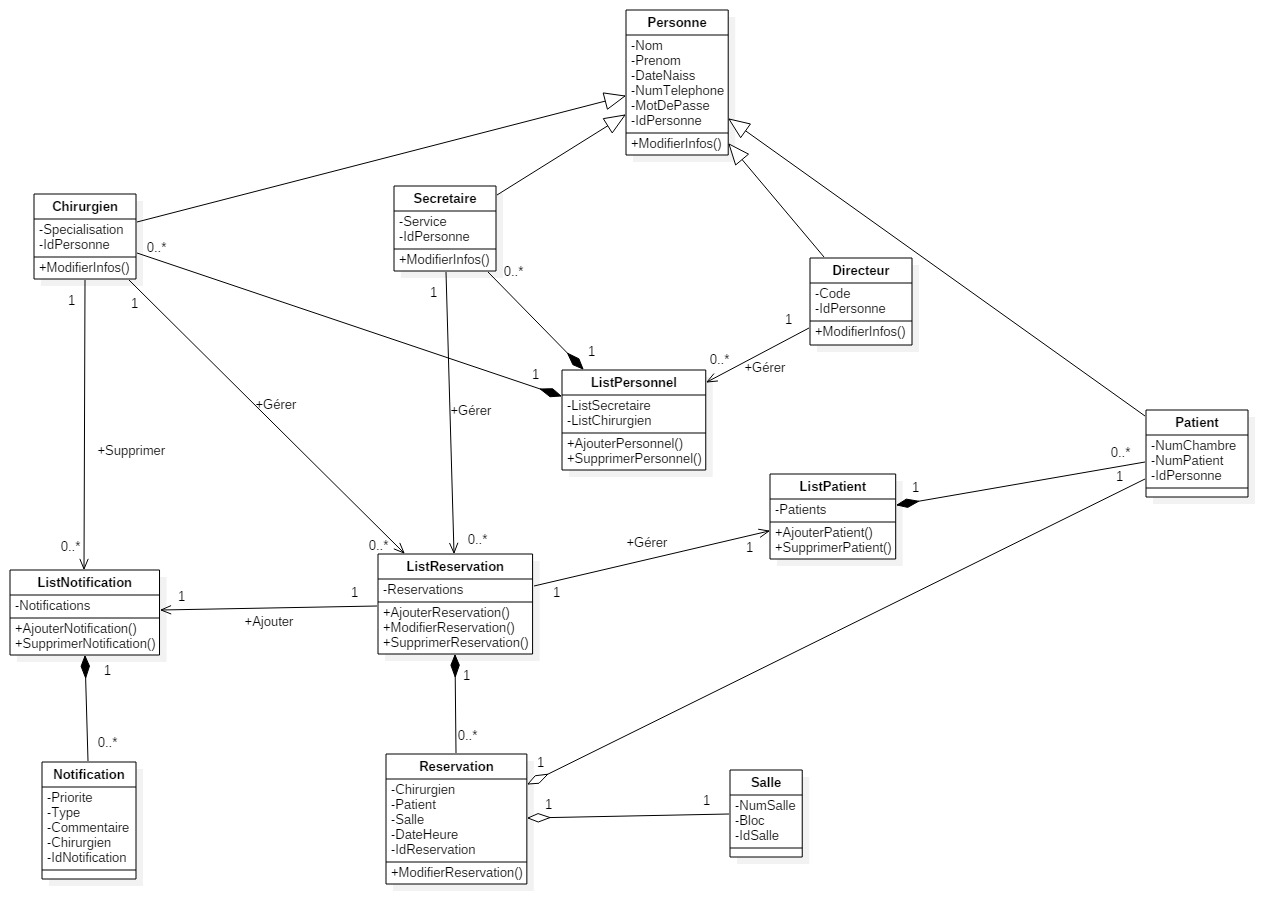 Personne
-Nom
-Prenom
-DateNaiss
-NumTelephone
-MotDePasse
-IdPersonne
+ModifierInfos()
Chirurgien
-Specialisation
-IdPersonne
+ModifierInfos()
Secretaire
-Service
-IdPersonne
+ModifierInfos()
Directeur
-Code
-IdPersonne
+ModifierInfos()
0..*
0..*
1
1
1
1
1
1
0..*
+Gérer
ListPersonnel
-ListSecretaire
-ListChirurgien
+AjouterPersonnel()
+SupprimerPersonnel()
+Gérer
+Gérer
+Supprimer
Patient
-NumChambre
-NumPatient
-IdPersonne
0..*
1
1
ListPatient
-Patients
+AjouterPatient()
+SupprimerPatient()
+Gérer
1
1
0..*
0..*
0..*
ListNotification
-Notifications
+AjouterNotification()
+SupprimerNotification()
1
1
+Ajouter
ListReservation
-Reservations
+AjouterReservation()
+ModifierReservation()
+SupprimerReservation()
1
0..*
1
0..*
Notification
-Priorite
-Type
-Commentaire
-Chirurgien
-IdNotification
Reservation
-Chirurgien
-Patient
-Salle
-DateHeure
-IdReservation
+ModifierReservation()
1
1
1
Salle
-NumSalle
-Bloc
-IdSalle